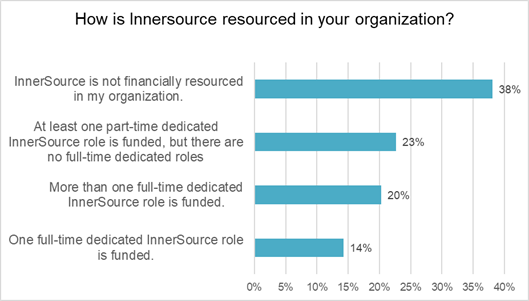 How is Innersource resourced in your organization?
InnerSource is not financially resourced
in my organization.
38%
At least one part-time dedicated
InnerSource role is funded, but there are
no full-time dedicated roles
23%
More than one full-time dedicated
InnerSource role is funded.
20%
One full-time dedicated InnerSource role
is funded.
14%
0% 5% 10% 15% 20% 25% 30% 35% 40%